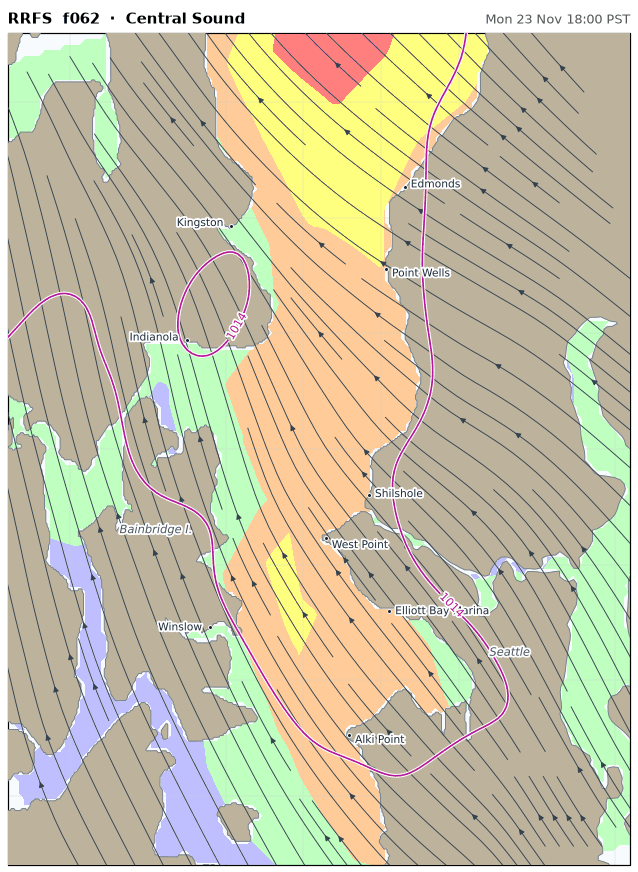 RRFS f062 · Central Sound
Mon 23 Nov 18:00 PST
Edmonds
Kingston
Point Wells
1014
Indianola
Shilshole
Bainbridge I.
West Point
1014
Elliott Bay Marina
Winslow
Seattle
Alki Point